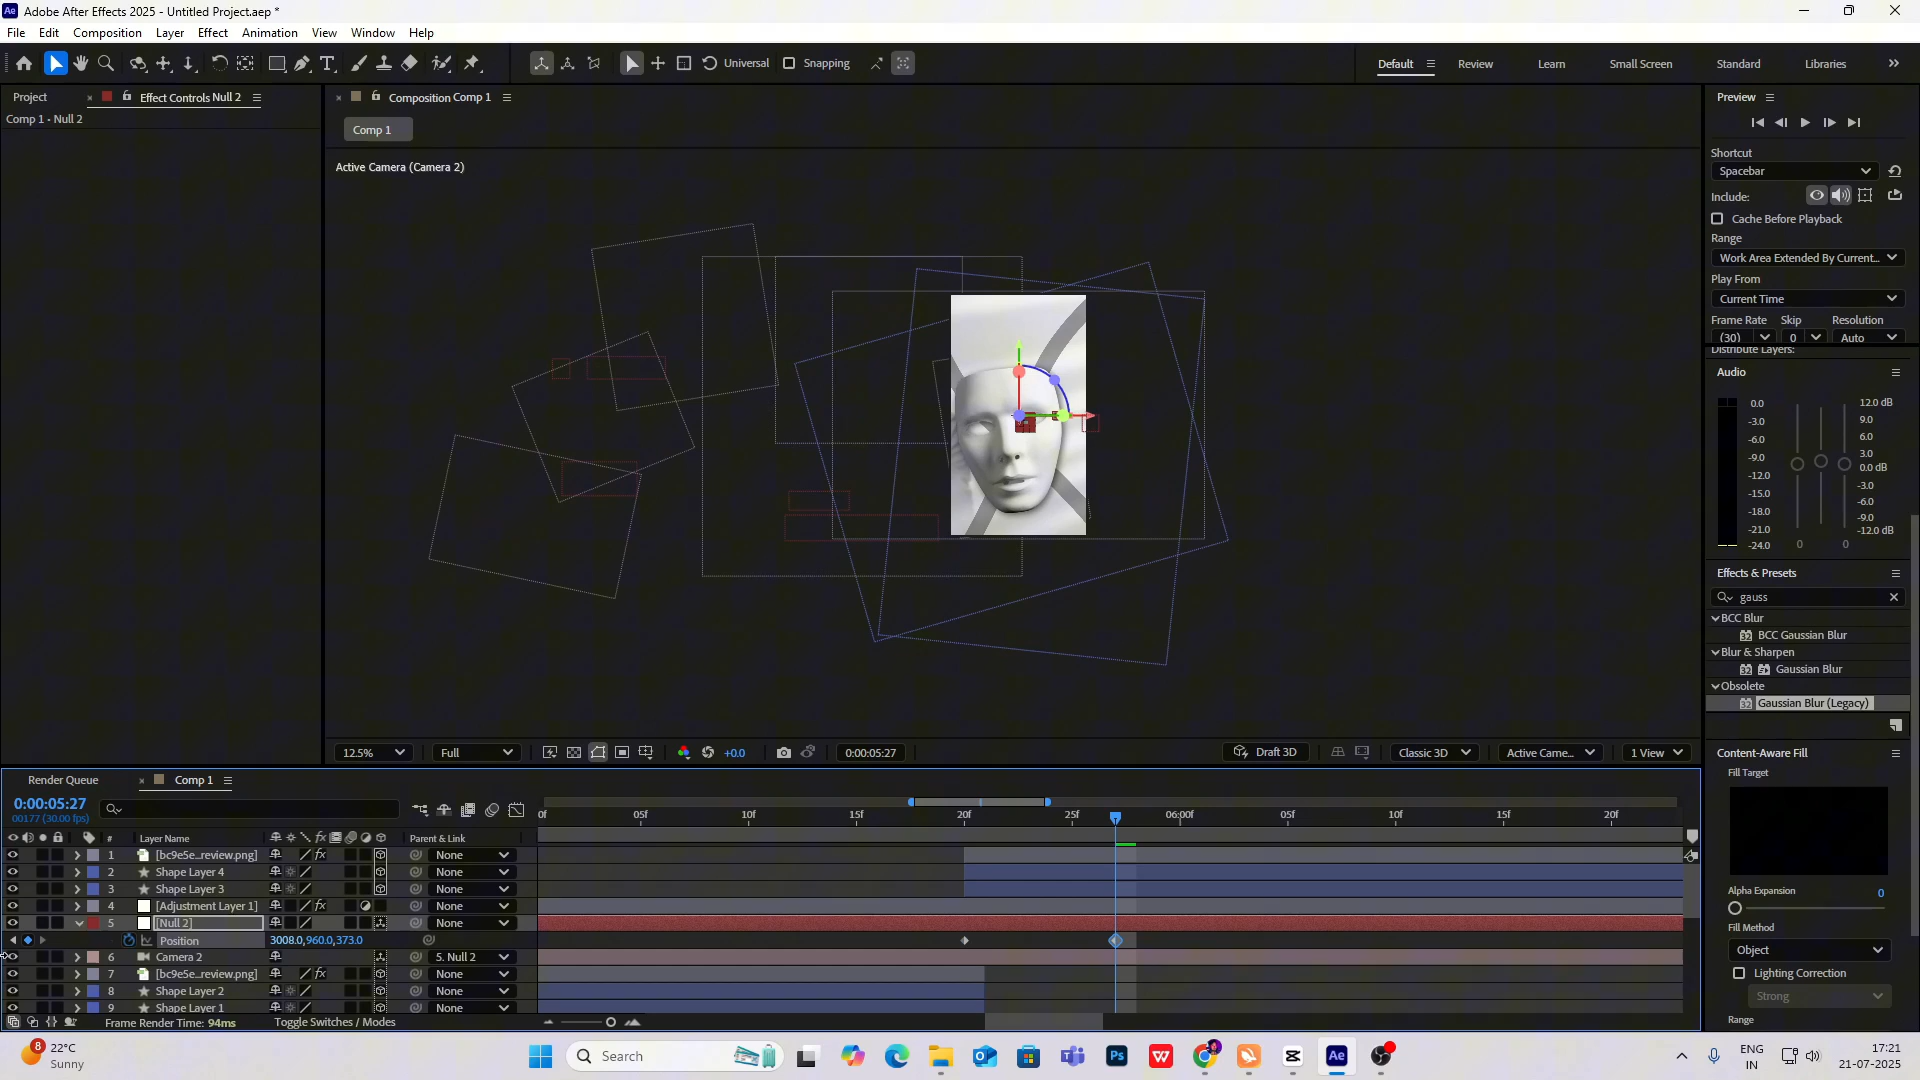 Adobe After Effects 2025 - Untitled Project.aep *
File Edit Composition Layer Effect Animation View Window Help
Universal Snapping Default Review Learn Small Screen Standard Libraries
Project Effect Controls Null 2
Comp 1 • Null 2
Composition Comp 1
Comp 1
Active Camera (Camera 2)
12.5% Full +0.0 0:00:05:27 Draft 3D Classic 3D Active Came... 1 View
Preview
Shortcut
Spacebar
Include:
Cache Before Playback
Range
Work Area Extended By Current...
Play From
Current Time
Frame Rate Skip Resolution
(30) 0 Auto
Distribute Layers:
Audio
0.0 12.0 dB
-3.0 9.0
-6.0 6.0
-9.0 3.0
-12.0 0.0 dB
-15.0 -3.0
-18.0 -6.0
-21.0 -9.0
-24.0 0 0 -12.0 dB
Effects & Presets
gauss
BCC Blur
BCC Gaussian Blur
Blur & Sharpen
Gaussian Blur
Obsolete
Gaussian Blur (Legacy)
Content-Aware Fill
Fill Target
Alpha Expansion 0
Fill Method
Object
Lighting Correction
Strong
Range
Render Queue Comp 1
0:00:05:27
00177 (30.00 fps)
0f 05f 10f 15f 20f 25f 06:00f 05f 10f 15f 20f
# Layer Name fx Parent & Link
1 [bc9e5e...review.png] fx None
2 Shape Layer 4 None
3 Shape Layer 3 None
4 [Adjustment Layer 1] fx None
5 [Null 2] None
Position 3008.0,960.0,373.0
6 Camera 2 5. Null 2
7 [bc9e5e...review.png] fx None
8 Shape Layer 2 None
9 Shape Layer 1 None
Frame Render Time: 94ms Toggle Switches / Modes
8 22°C
Sunny
Search
Ps W Ae
ENG
IN
17:21
21-07-2025